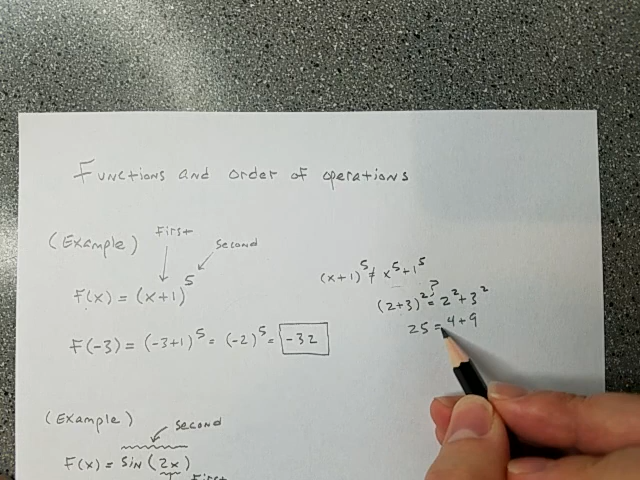 Functions and order of operations
(Example) First Second
F(x) = (x+1)^5
F(-3) = (-3+1)^5 = (-2)^5 = -32
(x+1)^5 ≠ x^5+1^5
(2+3)^2 ?= 2^2+3^2
25 = 4+9
(Example) Second
F(x) = sin(2x)
First